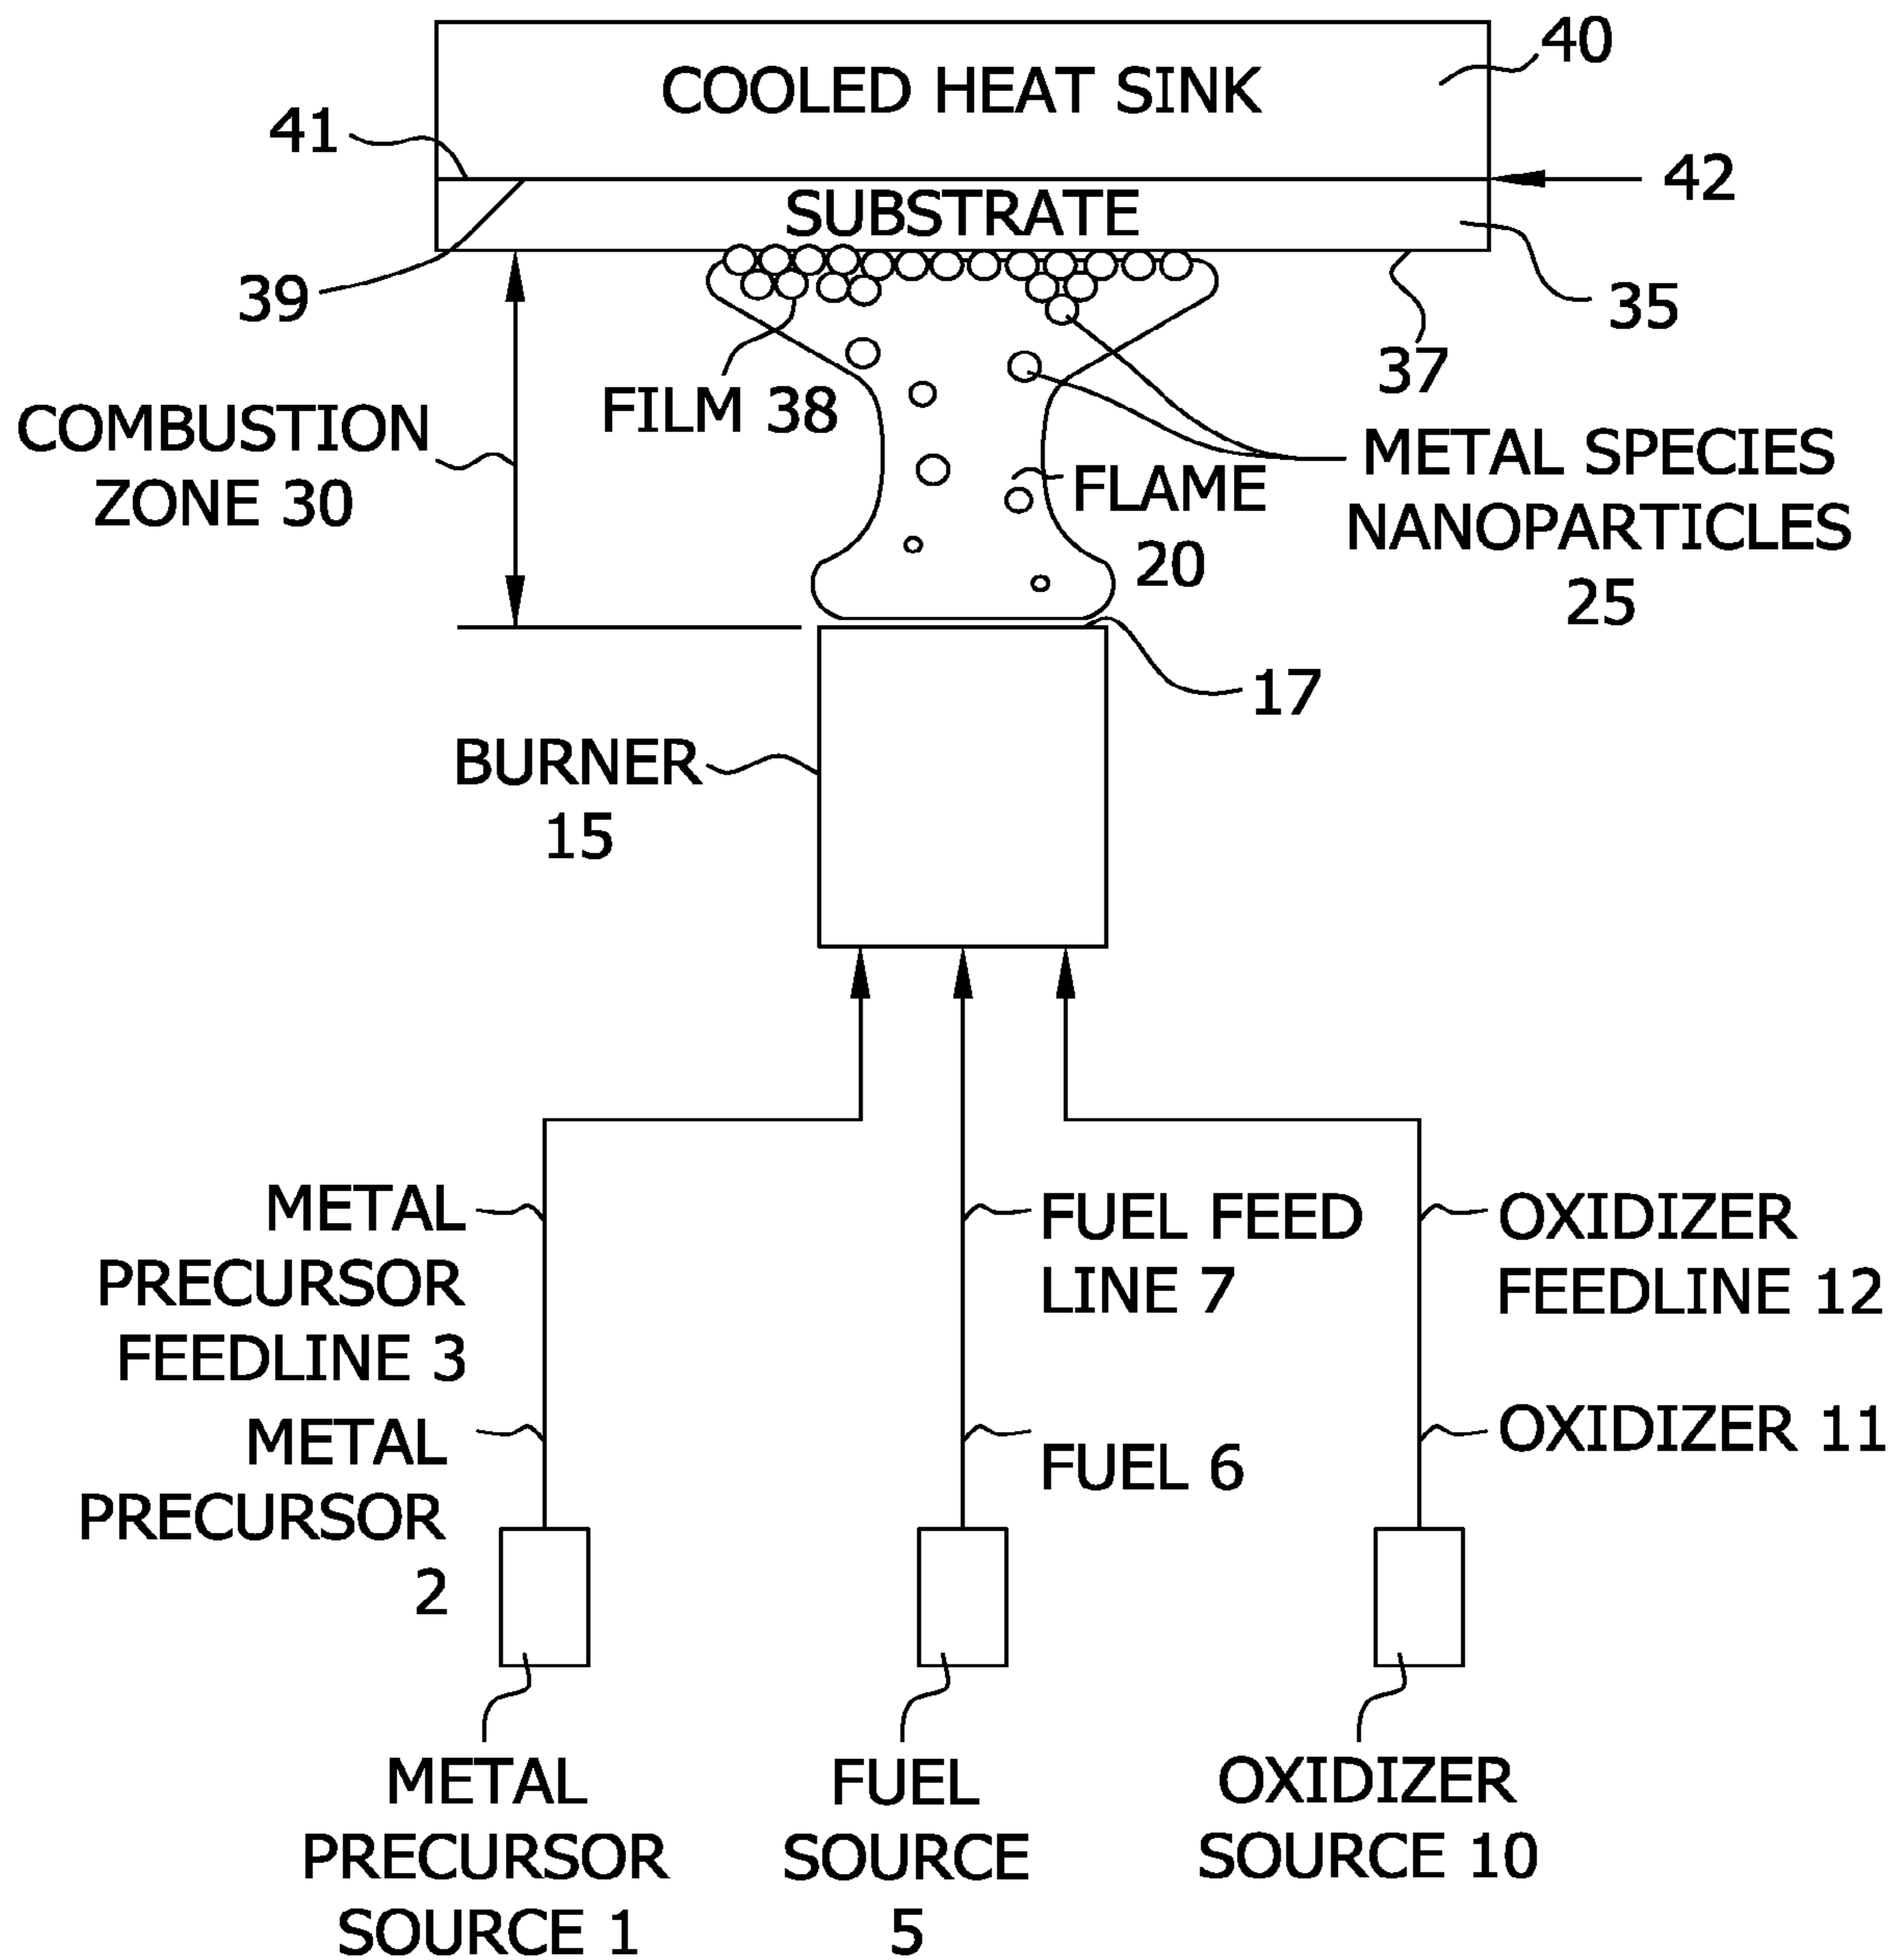 40
COOLED HEAT SINK
41
42
SUBSTRATE
39
35
37
COMBUSTION
ZONE 30
FILM 38
METAL SPECIES
NANOPARTICLES
25
FLAME
20
17
BURNER
15
METAL
PRECURSOR
FEEDLINE 3
FUEL FEED
LINE 7
OXIDIZER
FEEDLINE 12
METAL
PRECURSOR
2
FUEL 6
OXIDIZER 11
METAL
PRECURSOR
SOURCE 1
FUEL
SOURCE
5
OXIDIZER
SOURCE 10